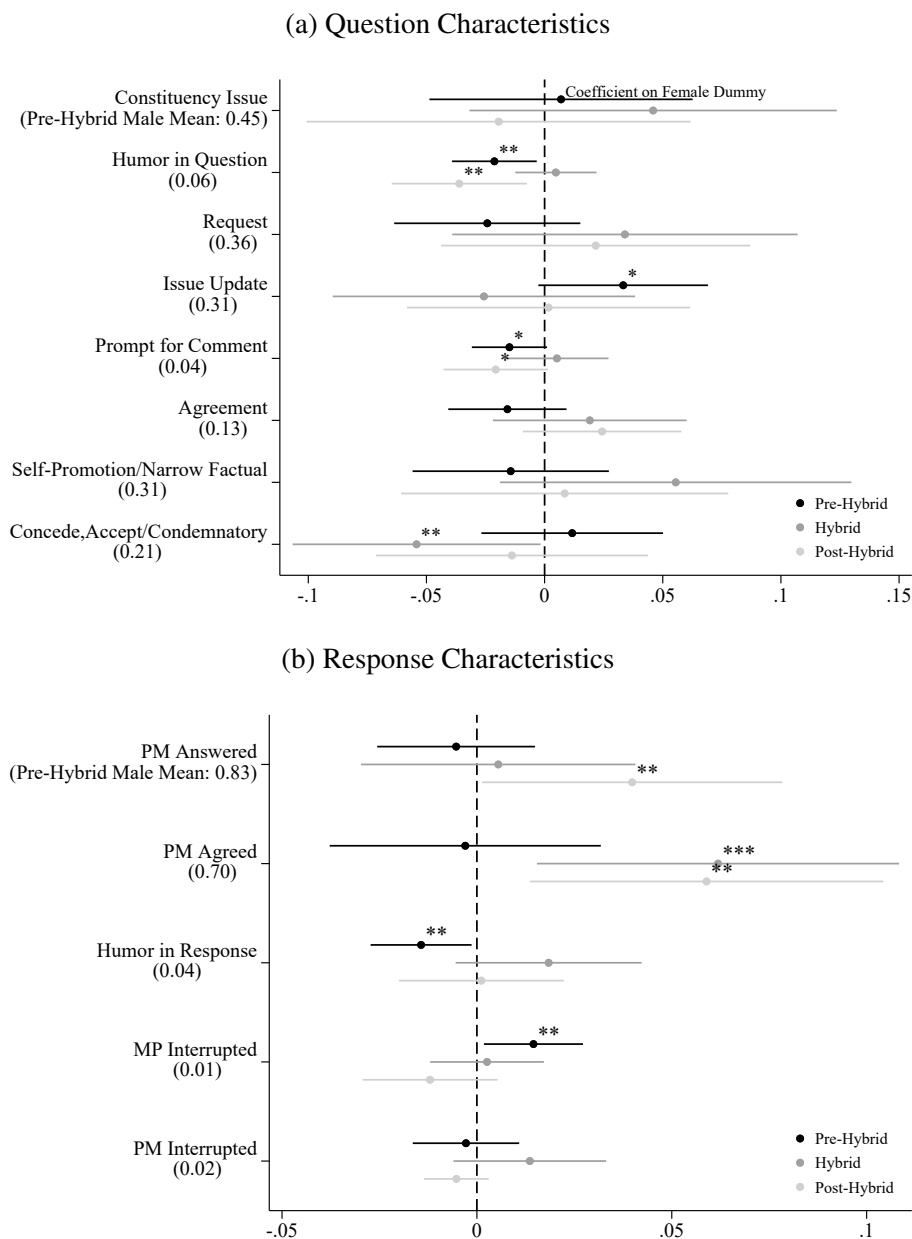 (a) Question Characteristics
Coefficient on Female Dummy
Constituency Issue
(Pre-Hybrid Male Mean: 0.45)
**
Humor in Question
(0.06)
**
Request
(0.36)
*
Issue Update
(0.31)
*
Prompt for Comment
(0.04)
*
Agreement
(0.13)
Self-Promotion/Narrow Factual
(0.31)
Concede,Accept/Condemnatory
(0.21)
**
Pre-Hybrid
Hybrid
Post-Hybrid
-.1 -.05 0 .05 .1 .15
(b) Response Characteristics
PM Answered
(Pre-Hybrid Male Mean: 0.83)
**
PM Agreed
(0.70)
***
**
Humor in Response
(0.04)
**
MP Interrupted
(0.01)
**
PM Interrupted
(0.02)
Pre-Hybrid
Hybrid
Post-Hybrid
-.05 0 .05 .1